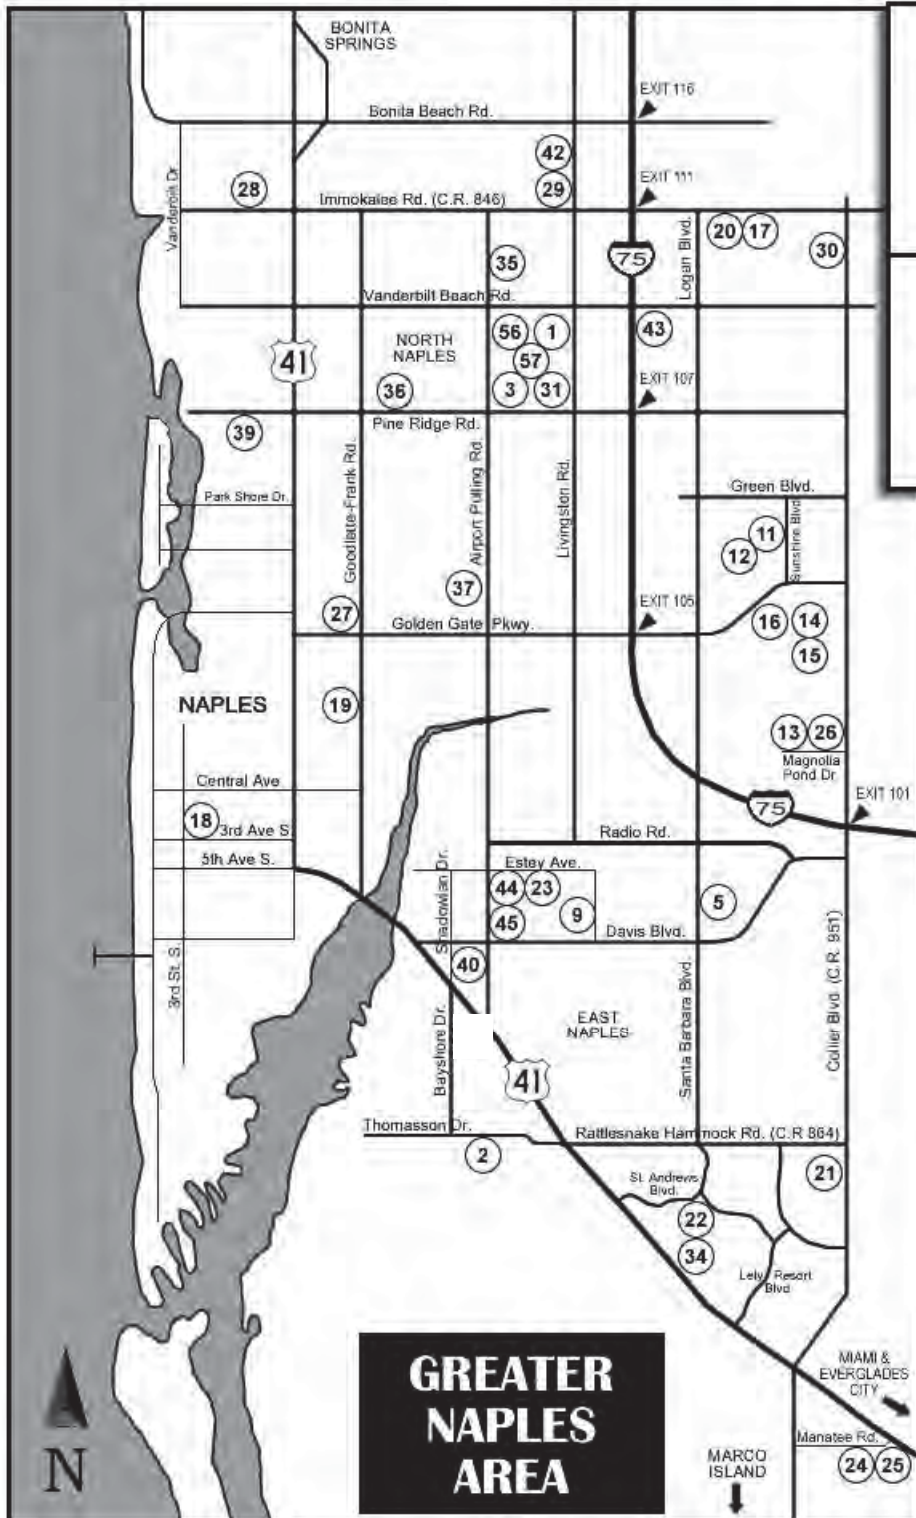 BONITA
SPRINGS
EXIT 116
Bonita Beach Rd.
42
Vanderbilt Dr
28
29
EXIT 111
Immokalee Rd. (C.R. 846)
20 17
30
35
75
Logan Blvd.
Vanderbilt Beach Rd.
41
NORTH
NAPLES
56 1
57
43
36
3 31
EXIT 107
39
Pine Ridge Rd.
Goodlatte-Frank Rd.
Airport Pulling Rd.
Livingston Rd.
Park Shore Dr.
Green Blvd.
Sunshine Blvd
11
12
37
27
Golden Gate Pkwy.
EXIT 105
16 14
15
NAPLES
19
13 26
Magnolia
Pond Dr
Central Ave
75
EXIT 101
18
3rd Ave S.
Radio Rd.
5th Ave S.
Estey Ave.
Shadowlan Dr.
44 23
45
9
5
Davis Blvd.
3rd St. S.
40
Santa Barbara Blvd.
Collier Blvd (C.R. 951)
Bayshore Dr.
EAST
NAPLES
41
Thomasson Dr.
Rattlesnake Hammock Rd. (C.R 864)
2
21
St. Andrews
Blvd.
22
34
Lely Resort
Blvd
GREATER
NAPLES
AREA
N
MIAMI &
EVERGLADES
CITY
Manatee Rd.
24 25
MARCO
ISLAND